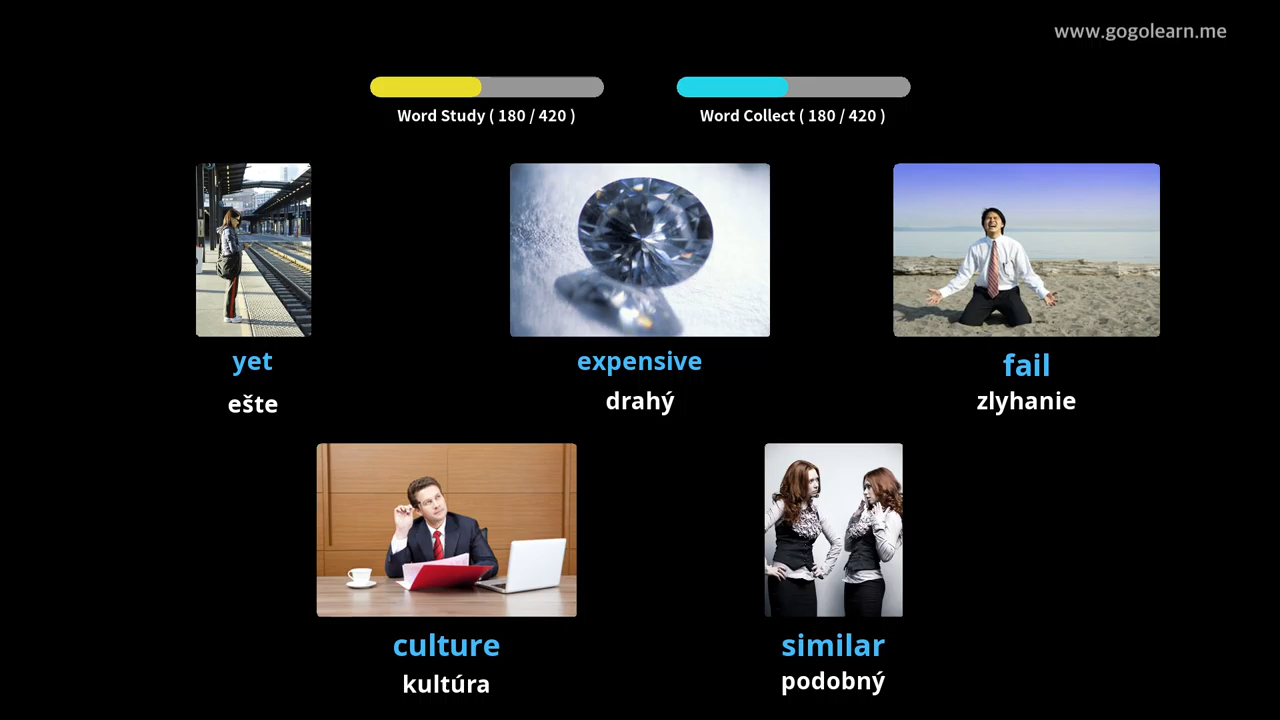 www.gogolearn.me
Word Study ( 180 / 420 )
Word Collect ( 180 / 420 )
yet
ešte
expensive
drahý
fail
zlyhanie
culture
kultúra
similar
podobný